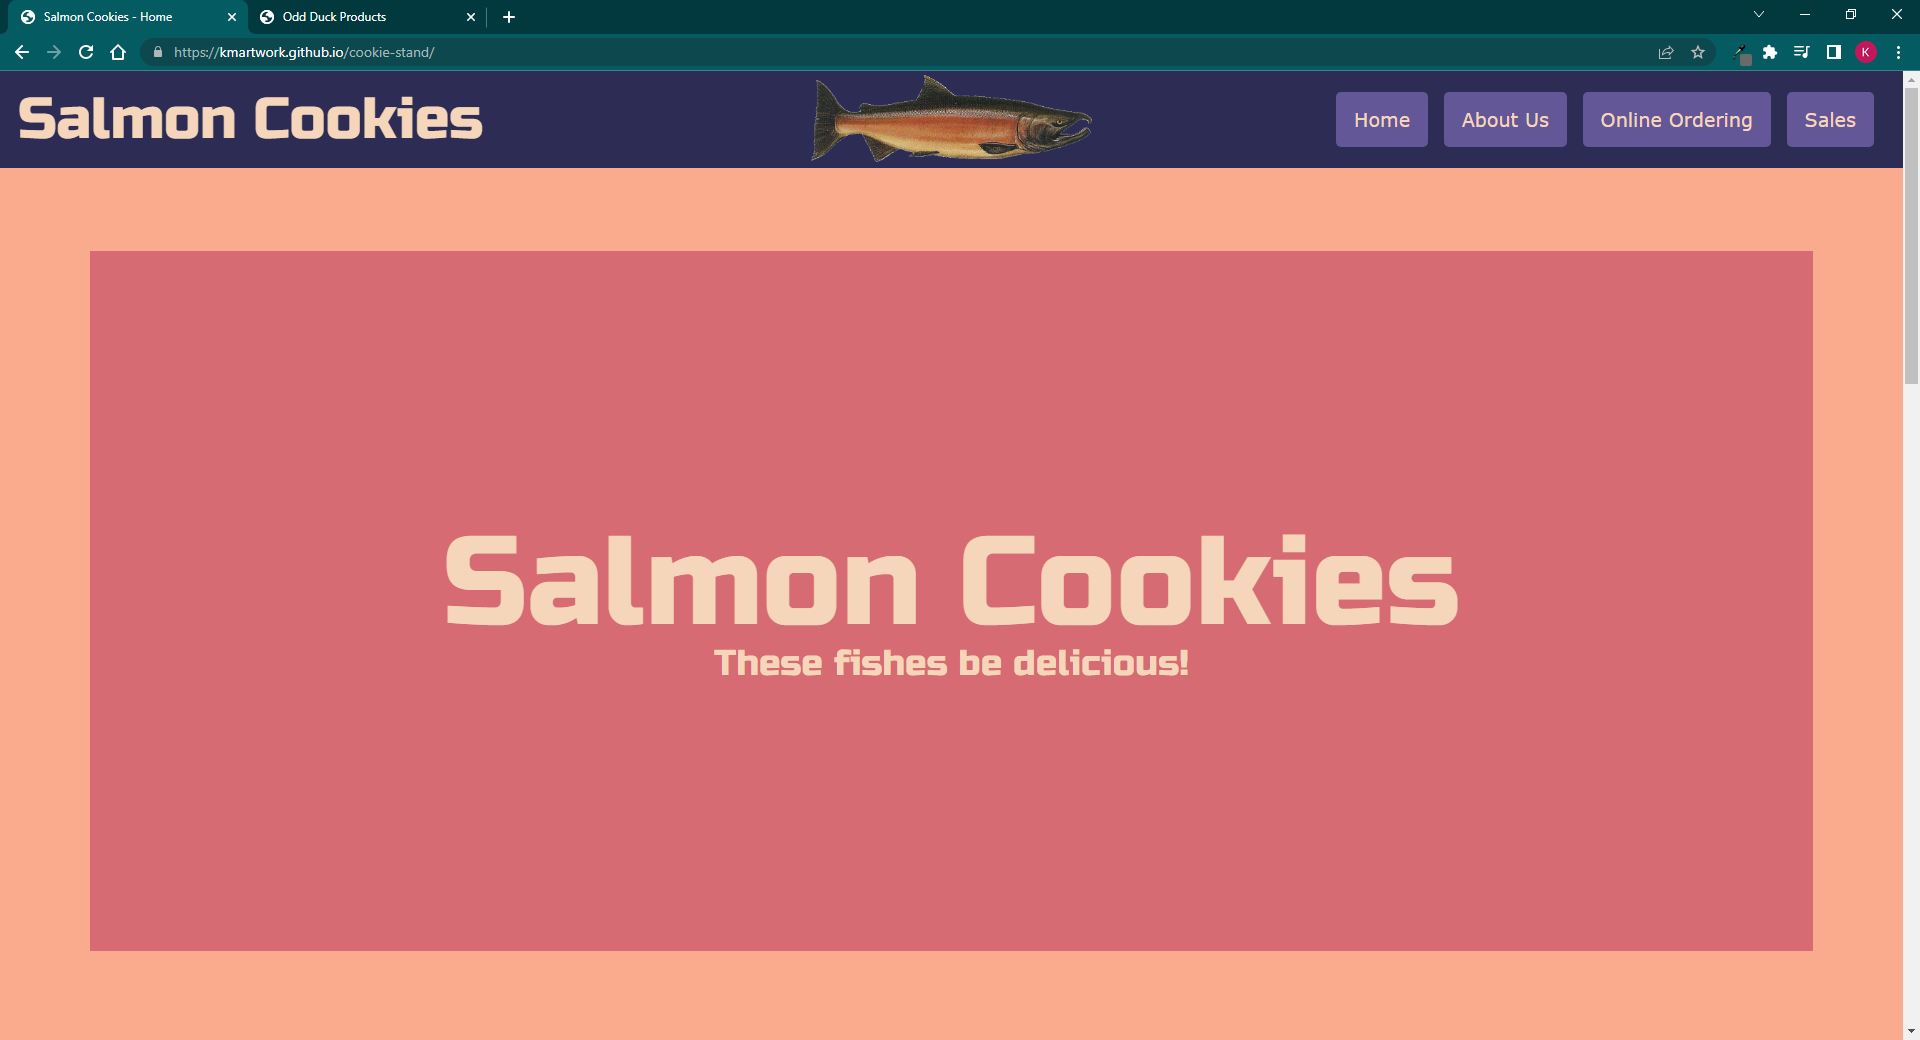 Salmon Cookies - Home
Odd Duck Products
https://kmartwork.github.io/cookie-stand/
K
Salmon Cookies
Home
About Us
Online Ordering
Sales
Salmon Cookies
These fishes be delicious!